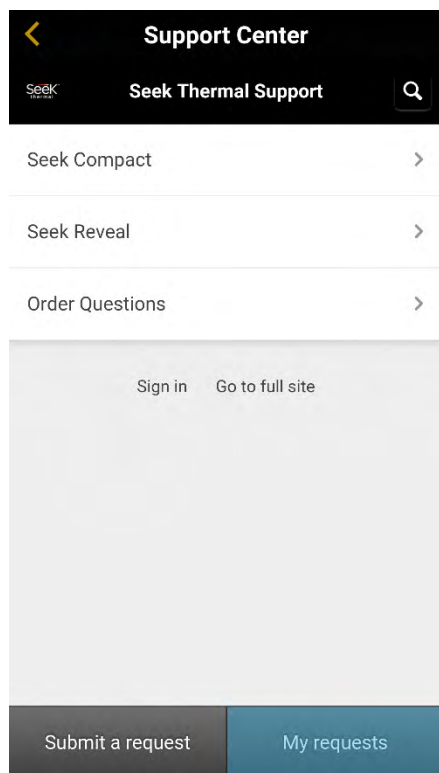 Support Center
Seek thermal Seek Thermal Support
Seek Compact
Seek Reveal
Order Questions
Sign in Go to full site
Submit a request My requests